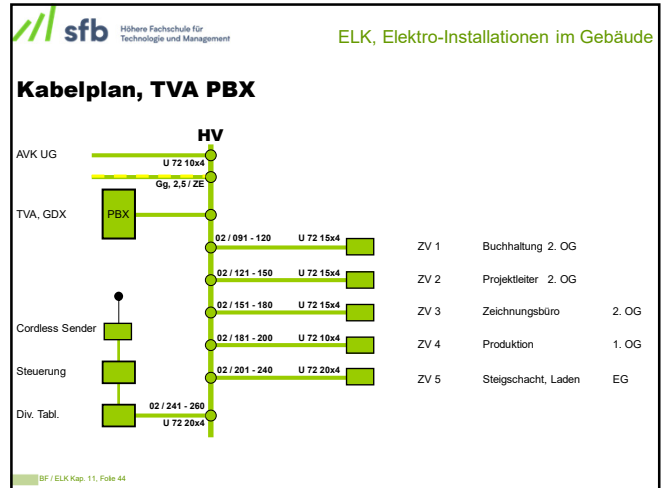 sfb Höhere Fachschule für
Technologie und Management
ELK, Elektro-Installationen im Gebäude
Kabelplan, TVA PBX
HV
AVK UG
U 72 10x4
Gg, 2,5 / ZE
TVA, GDX PBX
02 / 091 - 120 U 72 15x4 ZV 1 Buchhaltung 2. OG
02 / 121 - 150 U 72 15x4 ZV 2 Projektleiter 2. OG
02 / 151 - 180 U 72 15x4 ZV 3 Zeichnungsbüro 2. OG
Cordless Sender
02 / 181 - 200 U 72 10x4 ZV 4 Produktion 1. OG
Steuerung
02 / 201 - 240 U 72 20x4 ZV 5 Steigschacht, Laden EG
Div. Tabl.
02 / 241 - 260
U 72 20x4
BF / ELK Kap. 11, Folie 44